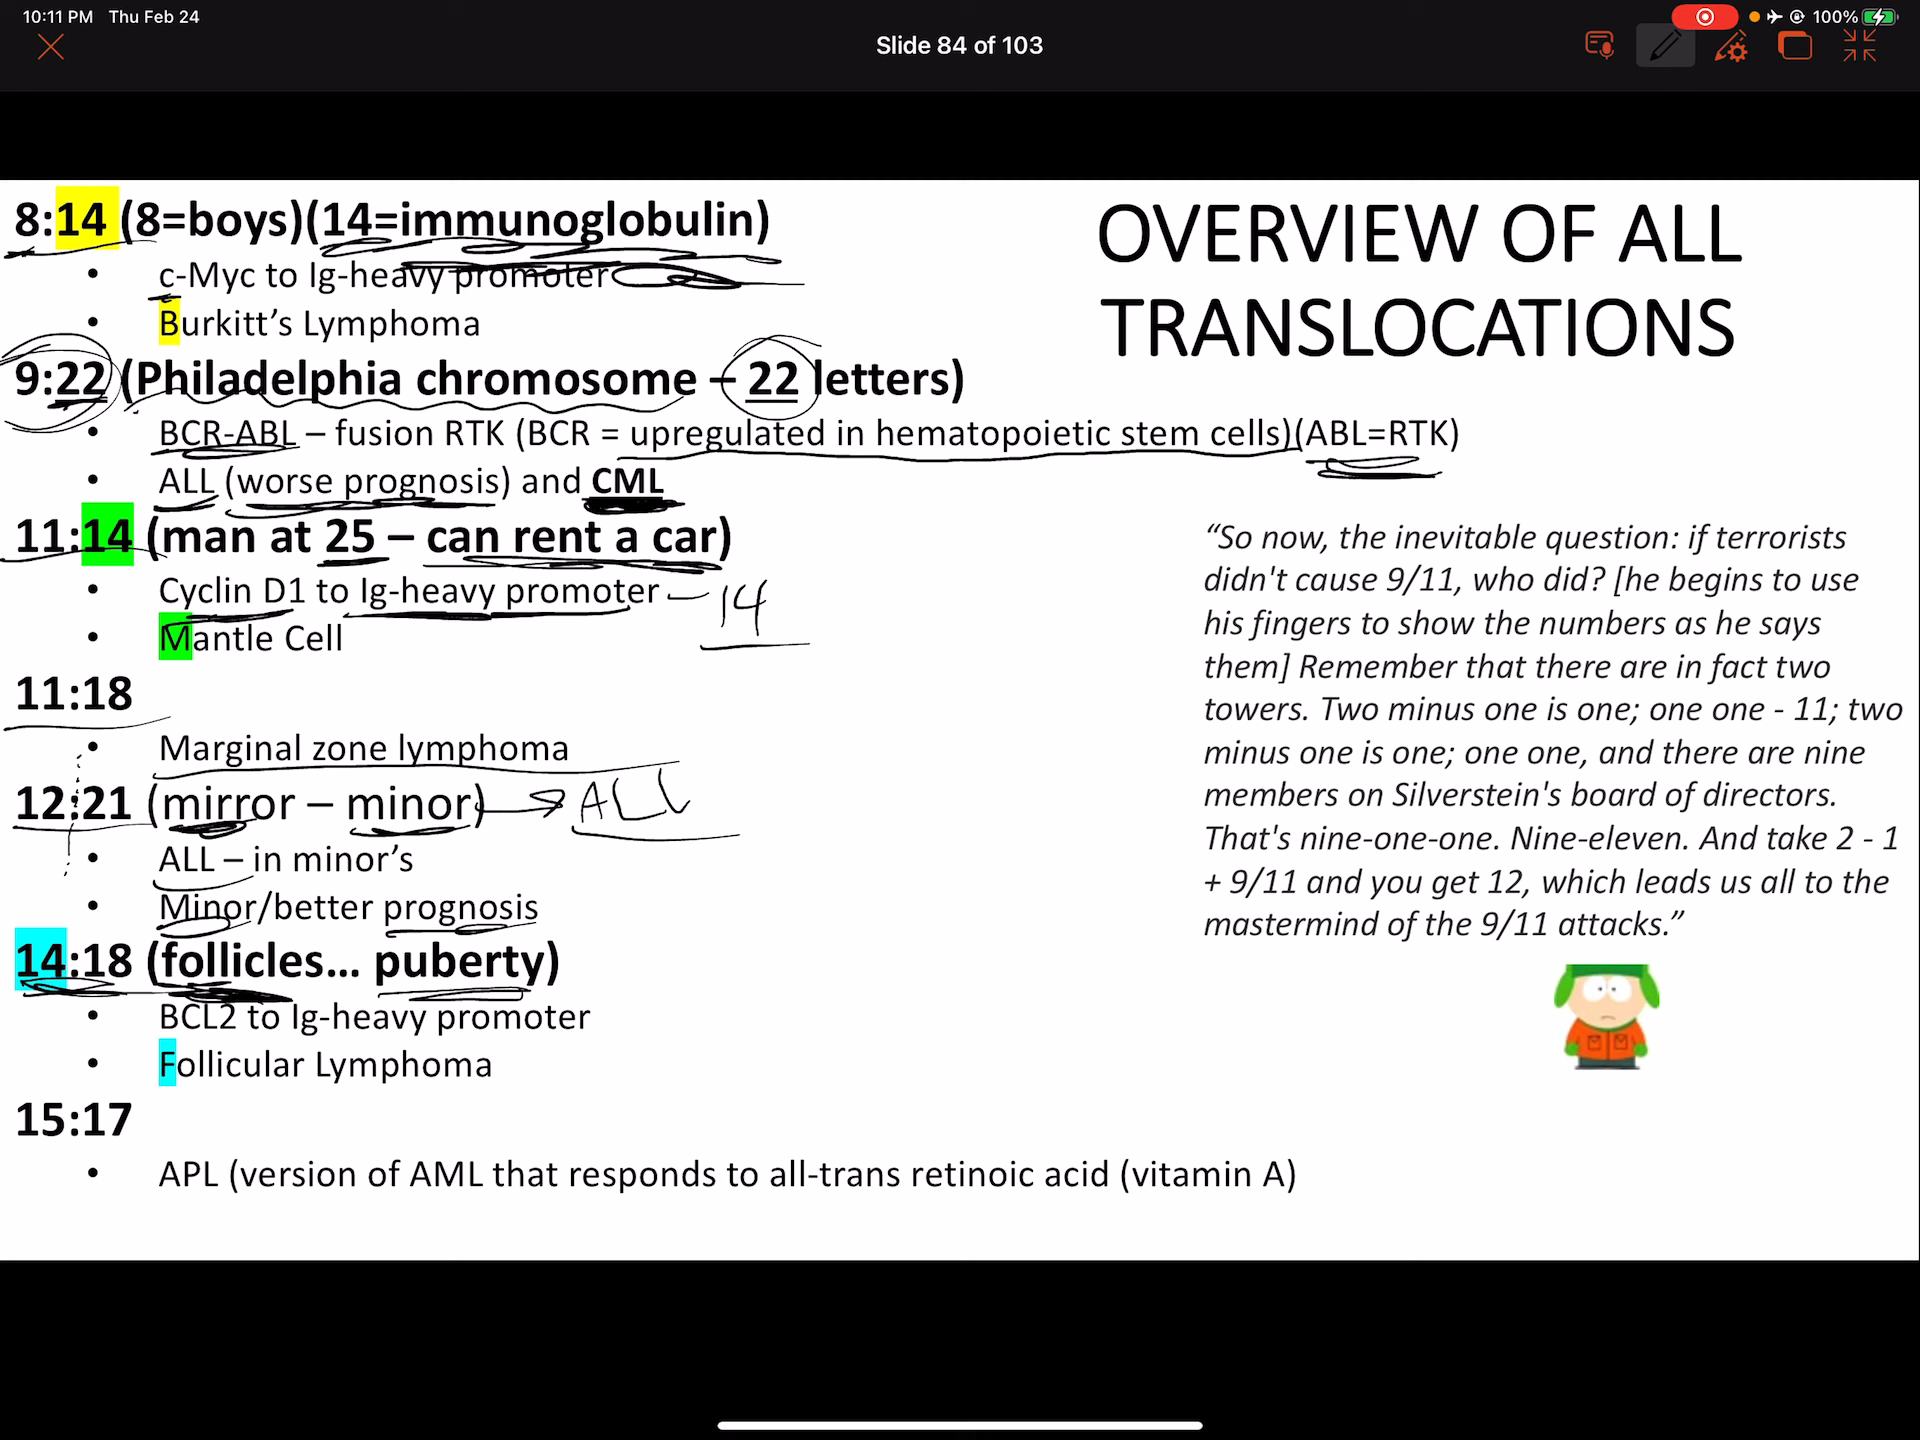 10:11 PM Thu Feb 24
100%
Slide 84 of 103
OVERVIEW OF ALL
TRANSLOCATIONS
8:14 (8=boys)(14=immunoglobulin)
• c-Myc to Ig-heavy promoter
• Burkitt’s Lymphoma
9:22 (Philadelphia chromosome – 22 letters)
• BCR-ABL – fusion RTK (BCR = upregulated in hematopoietic stem cells)(ABL=RTK)
• ALL (worse prognosis) and CML
11:14 (man at 25 – can rent a car)
• Cyclin D1 to Ig-heavy promoter – 14
• Mantle Cell
11:18
• Marginal zone lymphoma
12:21 (mirror – minor) → ALL
• ALL – in minor’s
• Minor/better prognosis
14:18 (follicles... puberty)
• BCL2 to Ig-heavy promoter
• Follicular Lymphoma
15:17
• APL (version of AML that responds to all-trans retinoic acid (vitamin A)
“So now, the inevitable question: if terrorists
didn't cause 9/11, who did? [he begins to use
his fingers to show the numbers as he says
them] Remember that there are in fact two
towers. Two minus one is one; one one - 11; two
minus one is one; one one, and there are nine
members on Silverstein's board of directors.
That's nine-one-one. Nine-eleven. And take 2 - 1
+ 9/11 and you get 12, which leads us all to the
mastermind of the 9/11 attacks.”